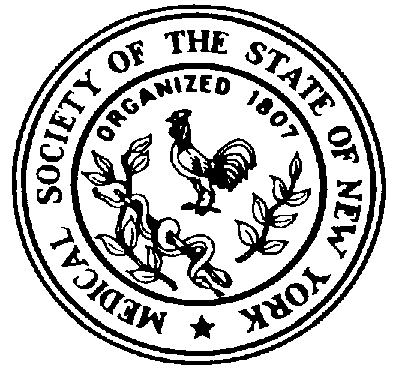 MEDICAL SOCIETY OF THE STATE OF NEW YORK
ORGANIZED 1807